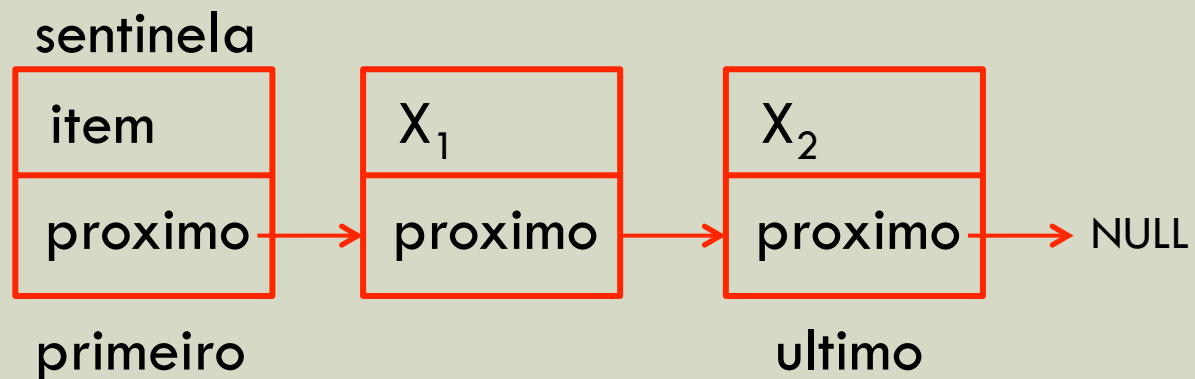 sentinela
item X₁ X₂
proximo proximo proximo NULL
primeiro ultimo